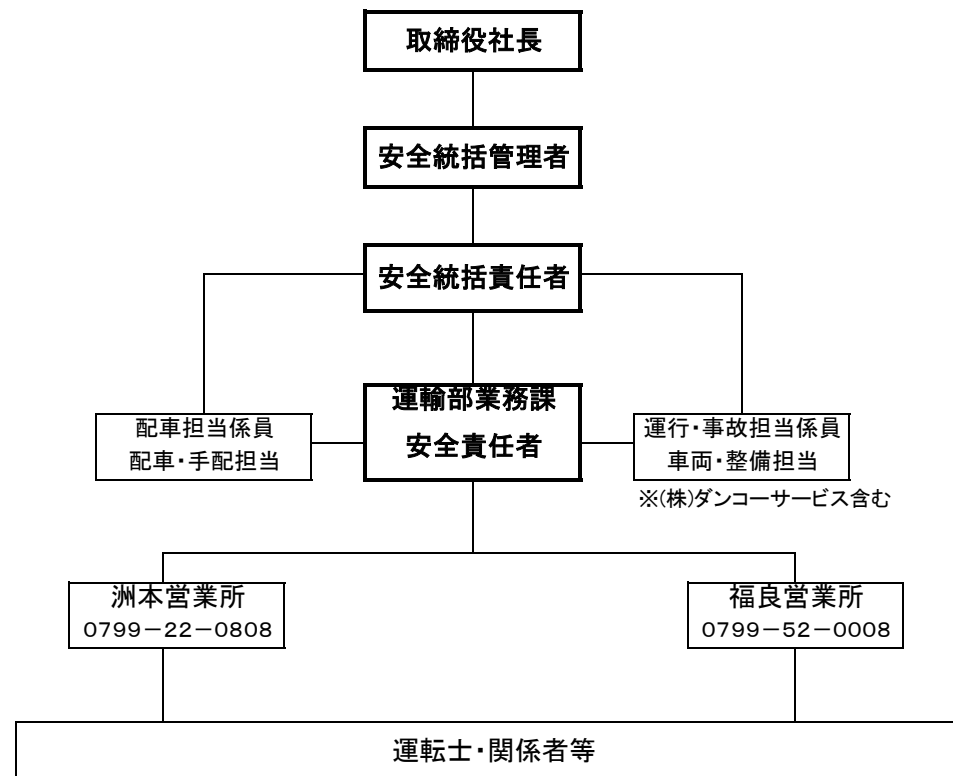 取締役社長
安全統括管理者
安全統括責任者
運輸部業務課
安全責任者
配車担当係員
配車・手配担当
運行・事故担当係員
車両・整備担当
※(株)ダンコーサービス含む
洲本営業所
0799－22－0808
福良営業所
0799－52－0008
運転士・関係者等